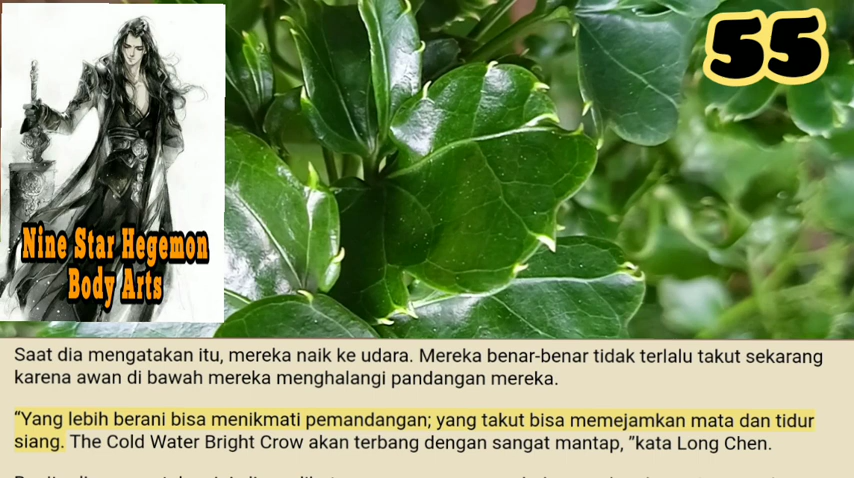 55
Nine Star Hegemon
Body Arts
Saat dia mengatakan itu, mereka naik ke udara. Mereka benar-benar tidak terlalu takut sekarang
karena awan di bawah mereka menghalangi pandangan mereka.
“Yang lebih berani bisa menikmati pemandangan; yang takut bisa memejamkan mata dan tidur
siang. The Cold Water Bright Crow akan terbang dengan sangat mantap, ”kata Long Chen.